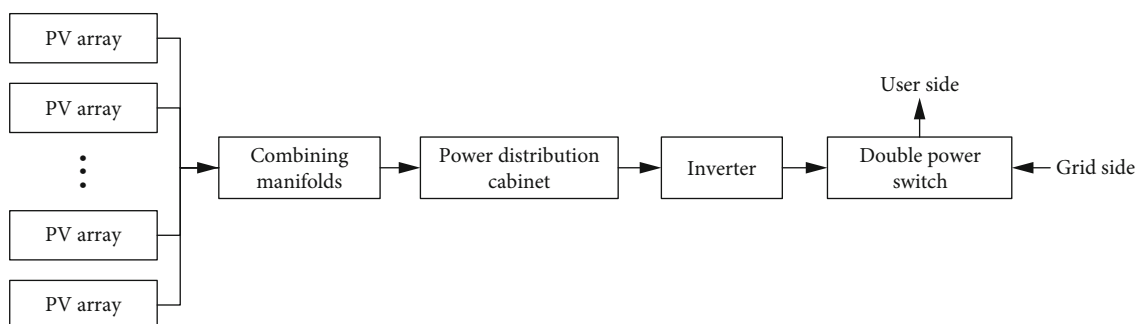 PV array
PV array
PV array
PV array
Combining
manifolds
Power distribution
cabinet
Inverter
Double power
switch
User side
Grid side